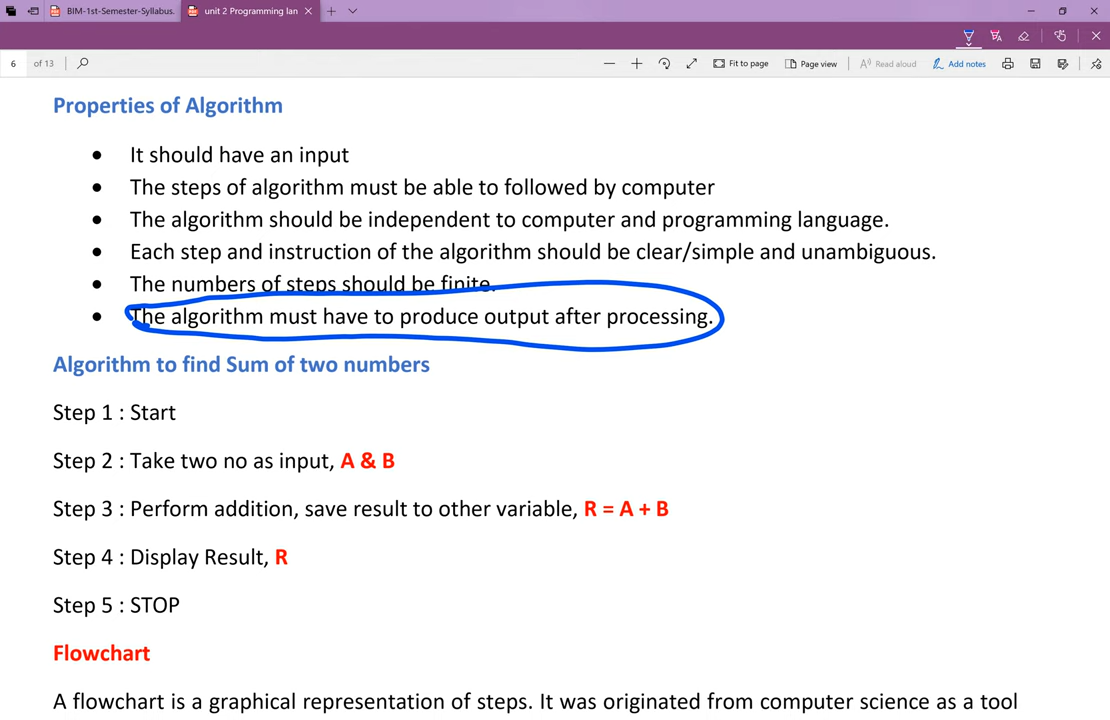 BIM-1st-Semester-Syllabus.
unit 2 Programming lan
6 of 13
Fit to page
Page view
Read aloud
Add notes
Properties of Algorithm
• It should have an input
• The steps of algorithm must be able to followed by computer
• The algorithm should be independent to computer and programming language.
• Each step and instruction of the algorithm should be clear/simple and unambiguous.
• The numbers of steps should be finite.
• The algorithm must have to produce output after processing.
Algorithm to find Sum of two numbers
Step 1 : Start
Step 2 : Take two no as input, A & B
Step 3 : Perform addition, save result to other variable, R = A + B
Step 4 : Display Result, R
Step 5 : STOP
Flowchart
A flowchart is a graphical representation of steps. It was originated from computer science as a tool